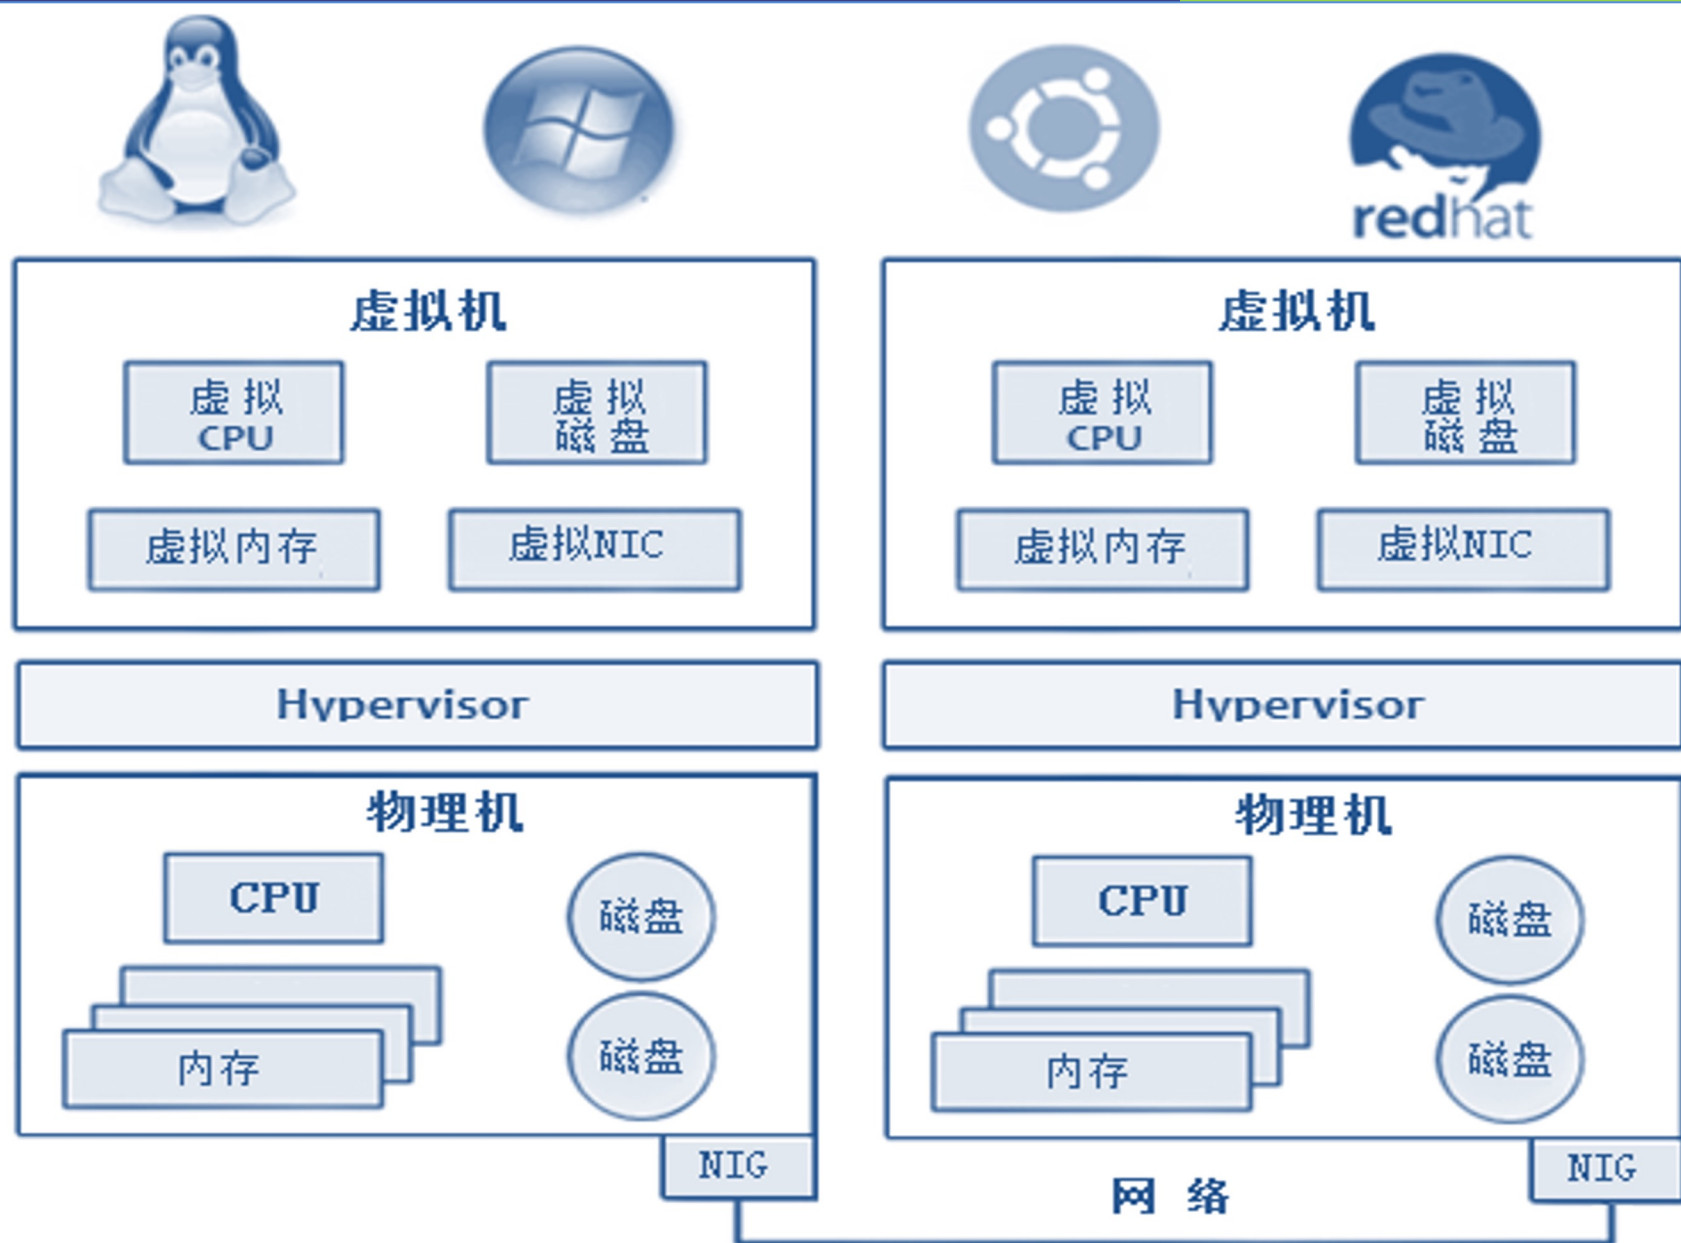 redhat
虚拟机
虚拟
CPU
虚拟
磁盘
虚拟内存
虚拟NIC
虚拟机
虚拟
CPU
虚拟
磁盘
虚拟内存
虚拟NIC
Hypervisor
Hypervisor
物理机
CPU
磁盘
内存
磁盘
NIG
物理机
CPU
磁盘
内存
磁盘
NIG
网络